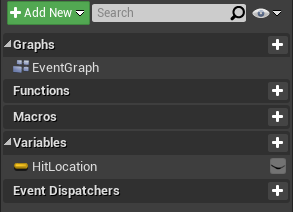 Add New
Search
Graphs
EventGraph
Functions
Macros
Variables
HitLocation
Event Dispatchers